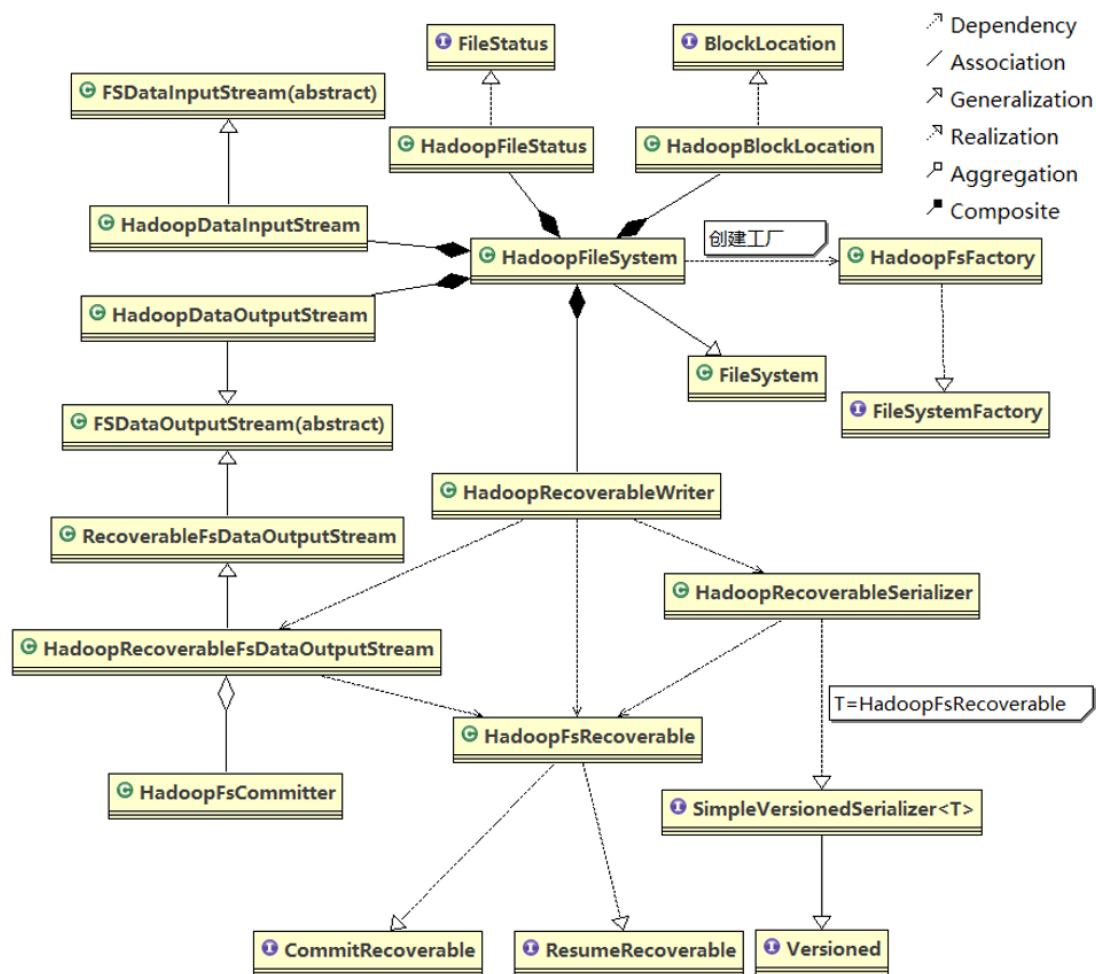 FileStatus
BlockLocation
Dependency
Association
Generalization
Realization
Aggregation
Composite
FSDataInputStream(abstract)
HadoopFileStatus
HadoopBlockLocation
HadoopDataInputStream
创建工厂
HadoopFileSystem
HadoopFsFactory
HadoopDataOutputStream
FileSystem
FileSystemFactory
FSDataOutputStream(abstract)
HadoopRecoverableWriter
RecoverableFsDataOutputStream
HadoopRecoverableSerializer
HadoopRecoverableFsDataOutputStream
T=HadoopFsRecoverable
HadoopFsRecoverable
HadoopFsCommitter
SimpleVersionedSerializer<T>
CommitRecoverable
ResumeRecoverable
Versioned